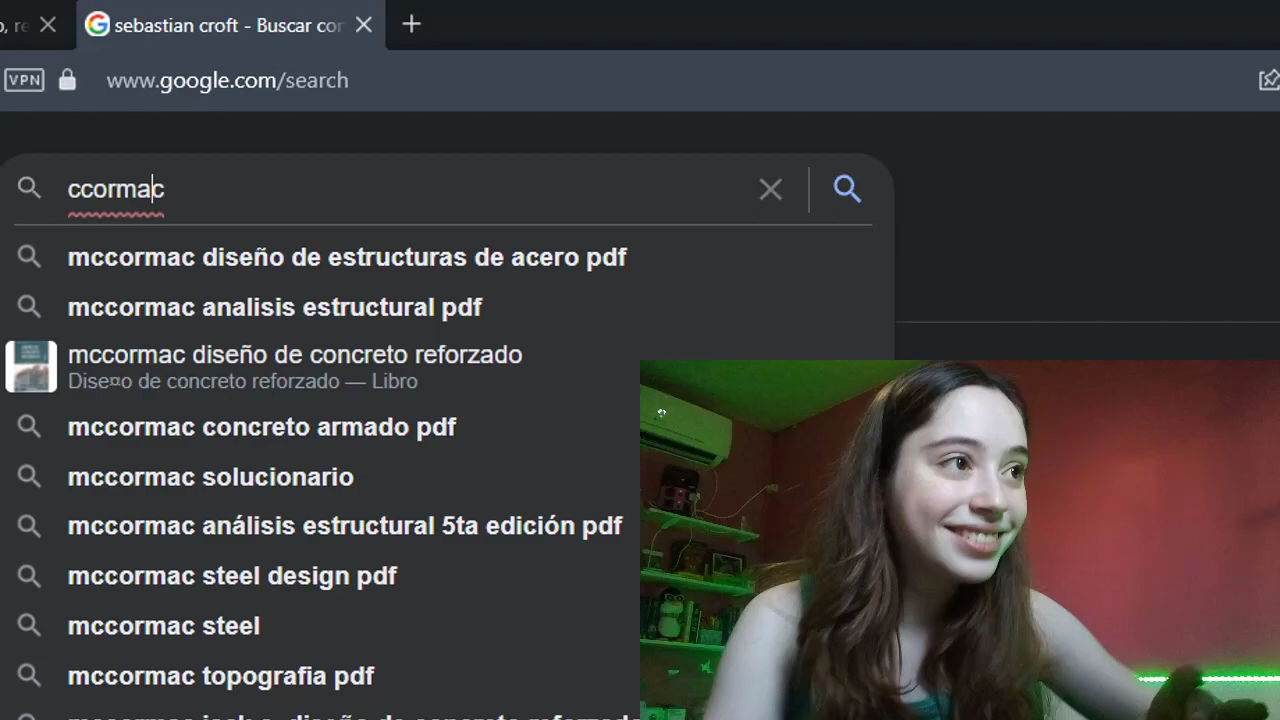 sebastian croft - Buscar cor
VPN www.google.com/search
ccormac
mccormac diseño de estructuras de acero pdf
mccormac analisis estructural pdf
mccormac diseño de concreto reforzado
Dise¤o de concreto reforzado — Libro
mccormac concreto armado pdf
mccormac solucionario
mccormac análisis estructural 5ta edición pdf
mccormac steel design pdf
mccormac steel
mccormac topografia pdf